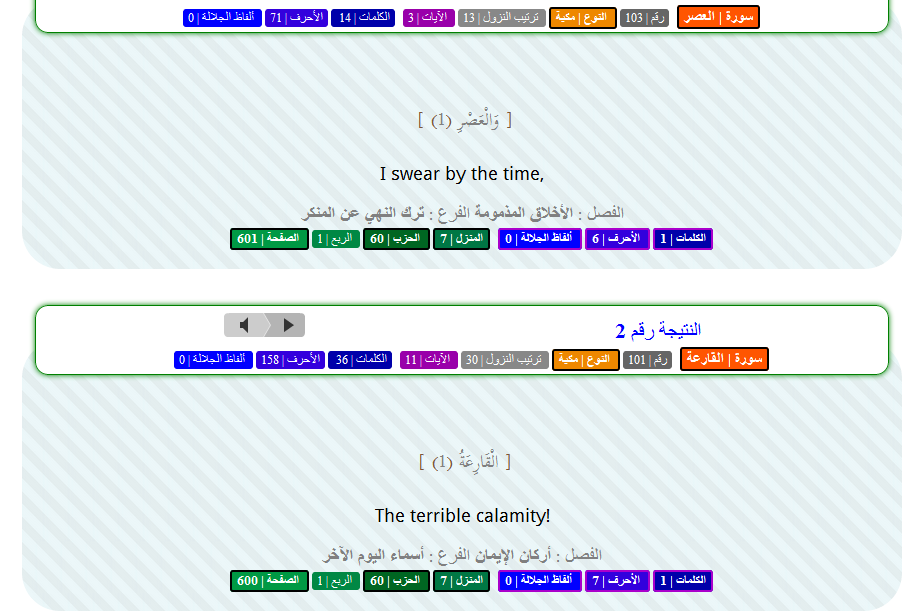 سورة | العصر رقم | 103 النوع | مكية ترتيب النزول | 13 الآيات | 3 الكلمات | 14 الأحرف | 71 ألفاظ الجلالة | 0
[ وَالْعَصْرِ (1) ]
I swear by the time,
الفصل : الأخلاق المذمومة الفرع : ترك النهي عن المنكر
الكلمات | 1 الأحرف | 6 ألفاظ الجلالة | 0 المنزل | 7 الحزب | 60 الربع | 1 الصفحة | 601
النتيجة رقم 2
سورة | القارعة رقم | 101 النوع | مكية ترتيب النزول | 30 الآيات | 11 الكلمات | 36 الأحرف | 158 ألفاظ الجلالة | 0
[ الْقَارِعَةُ (1) ]
The terrible calamity!
الفصل : أركان الإيمان الفرع : أسماء اليوم الآخر
الكلمات | 1 الأحرف | 7 ألفاظ الجلالة | 0 المنزل | 7 الحزب | 60 الربع | 1 الصفحة | 600